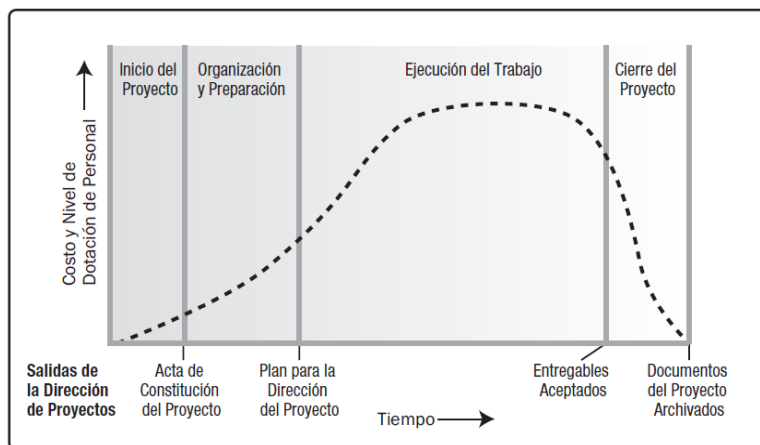 Inicio del
Proyecto
Organización
y Preparación
Ejecución del Trabajo
Cierre del
Proyecto
Costo y Nivel de
Dotación de Personal
Salidas de
la Dirección
de Proyectos
Acta de
Constitución
del Proyecto
Plan para la
Dirección
del Proyecto
Tiempo
Entregables
Aceptados
Documentos
del Proyecto
Archivados